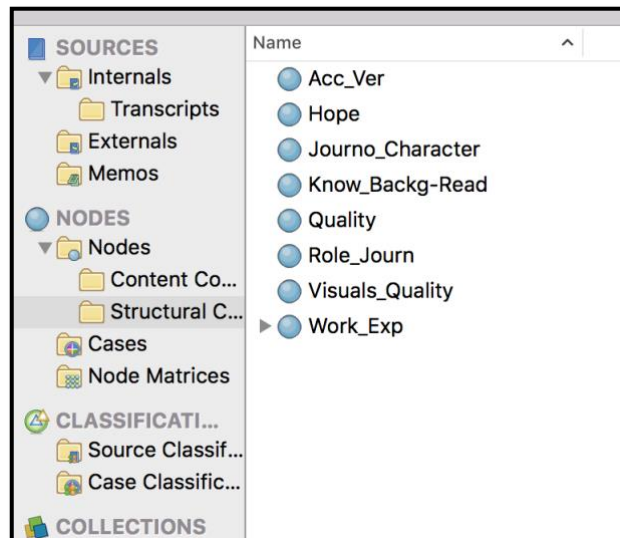 SOURCES
Internals
Transcripts
Externals
Memos
NODES
Nodes
Content Co...
Structural C...
Cases
Node Matrices
CLASSIFICATI...
Source Classif...
Case Classific...
COLLECTIONS
Name
Acc_Ver
Hope
Journo_Character
Know_Backg-Read
Quality
Role_Journ
Visuals_Quality
Work_Exp